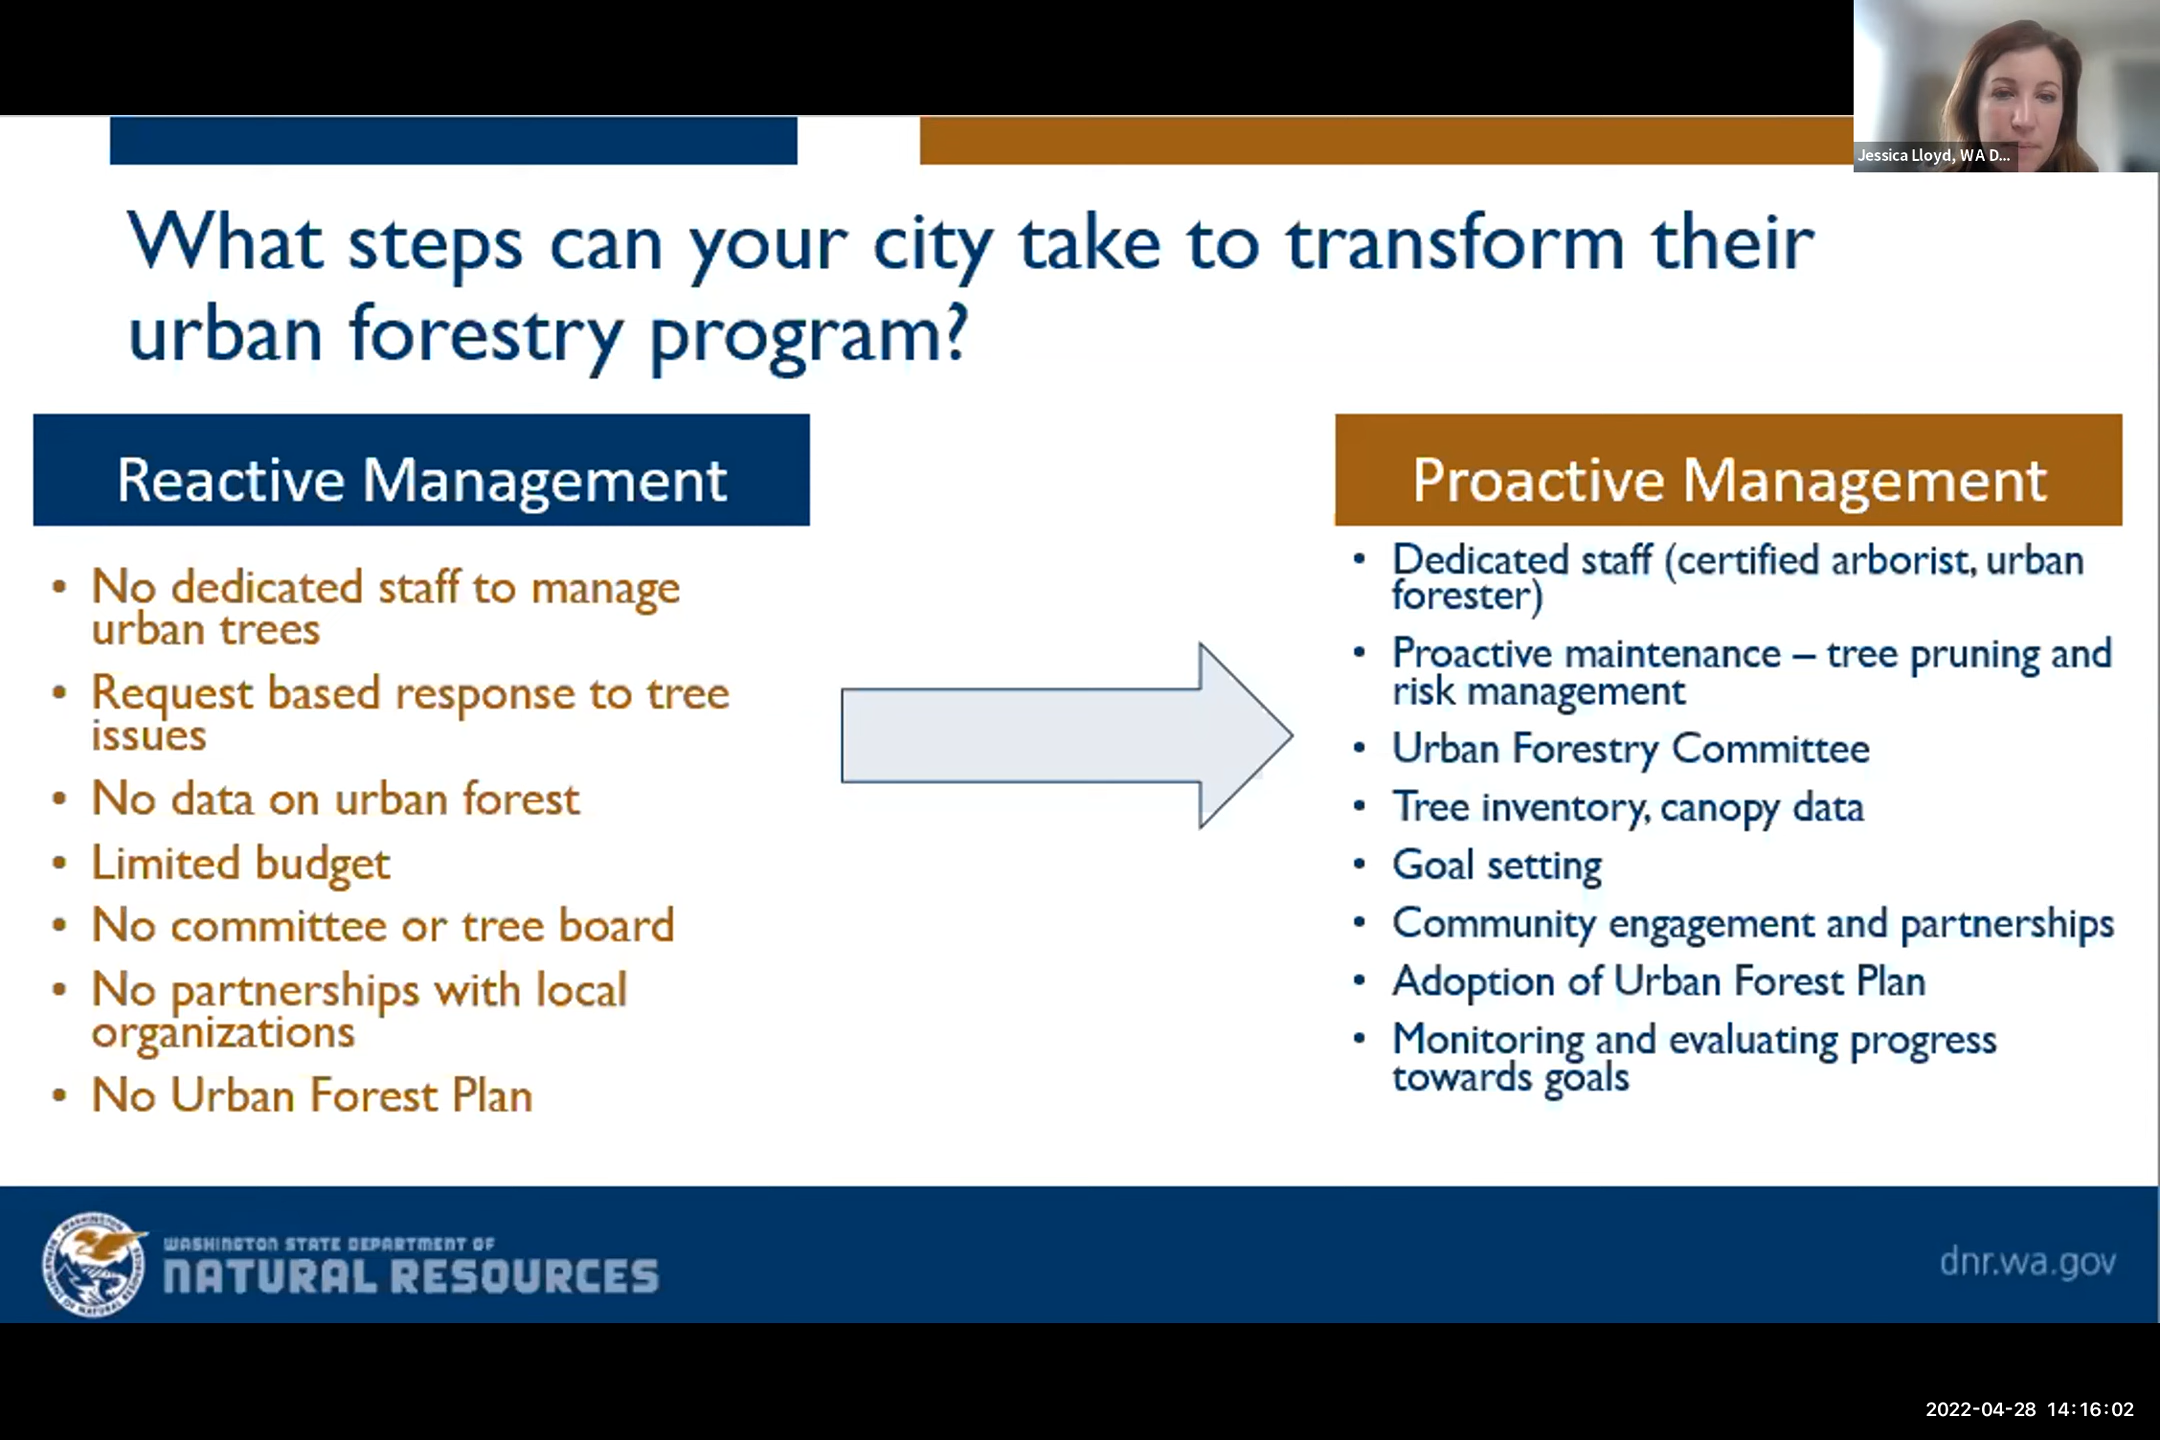 Jessica Lloyd, WA D...
What steps can your city take to transform their
urban forestry program?
Reactive Management
• No dedicated staff to manage
urban trees
• Request based response to tree
issues
• No data on urban forest
• Limited budget
• No committee or tree board
• No partnerships with local
organizations
• No Urban Forest Plan
Proactive Management
• Dedicated staff (certified arborist, urban
forester)
• Proactive maintenance – tree pruning and
risk management
• Urban Forestry Committee
• Tree inventory, canopy data
• Goal setting
• Community engagement and partnerships
• Adoption of Urban Forest Plan
• Monitoring and evaluating progress
towards goals
WASHINGTON STATE DEPARTMENT OF
NATURAL RESOURCES
dnr.wa.gov
2022-04-28 14:16:02